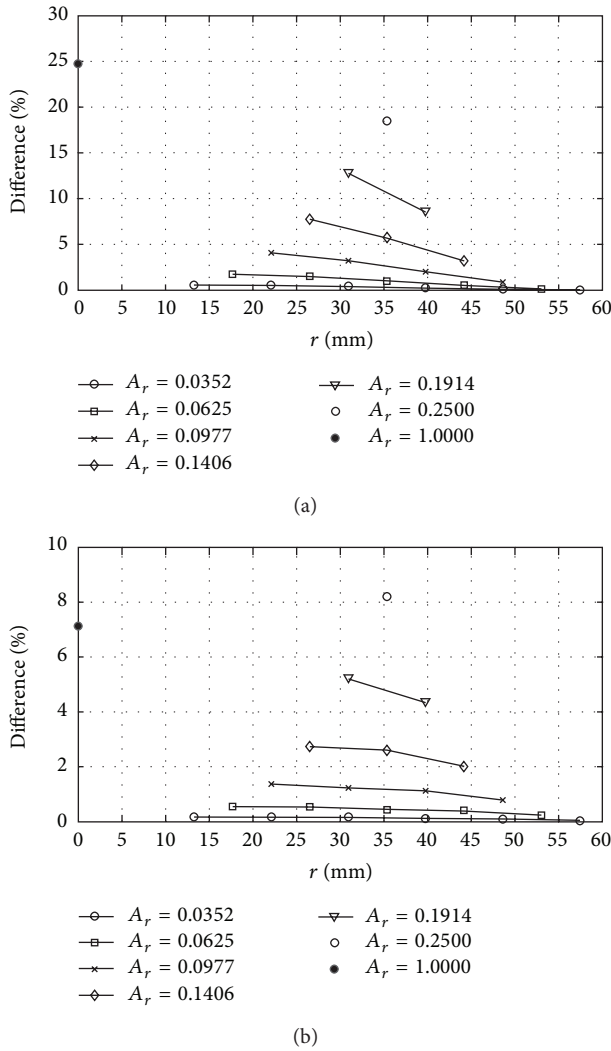 30
25
20
15
10
5
0
Difference (%)
0 5 10 15 20 25 30 35 40 45 50 55 60
r (mm)
A_r = 0.0352
A_r = 0.0625
A_r = 0.0977
A_r = 0.1406
A_r = 0.1914
A_r = 0.2500
A_r = 1.0000
(a)
10
8
6
4
2
0
Difference (%)
0 5 10 15 20 25 30 35 40 45 50 55 60
r (mm)
A_r = 0.0352
A_r = 0.0625
A_r = 0.0977
A_r = 0.1406
A_r = 0.1914
A_r = 0.2500
A_r = 1.0000
(b)